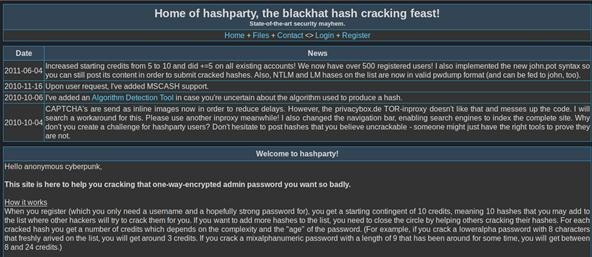 Home of hashparty, the blackhat hash cracking feast!
State-of-the-art security mayhem.
Home + Files + Contact <> Login + Register
Date News
2011-06-04 Increased starting credits from 5 to 10 and did +=5 on all existing accounts! We now have over 500 registered users! I also implemented the new john.pot syntax so
you can still post its content in order to submit cracked hashes. Also, NTLM and LM hases on the list are now in valid pwdump format (and can be fed to john, too).
2010-11-16 Upon user request, I've added MSCASH support.
2010-10-06 I've added an Algorithm Detection Tool in case you're uncertain about the algorithm used to produce a hash.
2010-10-04 CAPTCHA's are send as inline images now in order to reduce delays. However, the privacybox.de TOR-inproxy doesn't like that and messes up the code. I will
search a workaround for this. Please use another inproxy meanwhile! I also changed the navigation bar, enabling search engines to index the complete site. Why
don't you create a challenge for hashparty users? Don't hesitate to post hashes that you believe uncrackable - someone might just have the right tools to prove they
are not.
Welcome to hashparty!
Hello anonymous cyberpunk,
This site is here to help you cracking that one-way-encrypted admin password you want so badly.
How it works
When you register (which you only need a username and a hopefully strong password for), you get a starting contingent of 10 credits, meaning 10 hashes that you may add to
the list where other hackers will try to crack them for you. If you want to add more hashes to the list, you need to close the circle by helping others cracking their hashes. For each
cracked hash you get a number of credits which depends on the complexity and the "age" of the password. (For example, if you crack a loweralpha password with 8 characters
that freshly arived on the list, you will get around 3 credits. If you crack a mixalphanumeric password with a length of 9 that has been around for some time, you will get between
8 and 24 credits.)